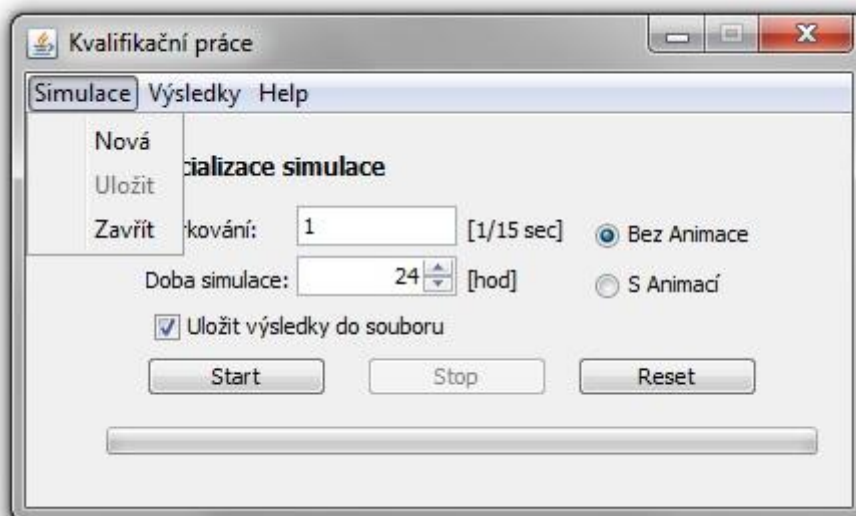 Kvalifikační práce
Simulace Výsledky Help
Nová
Uložit
Zavřít
cializace simulace
rkování: 1 [1/15 sec]
Bez Animace
Doba simulace: 24 [hod]
S Animací
Uložit výsledky do souboru
Start Stop Reset